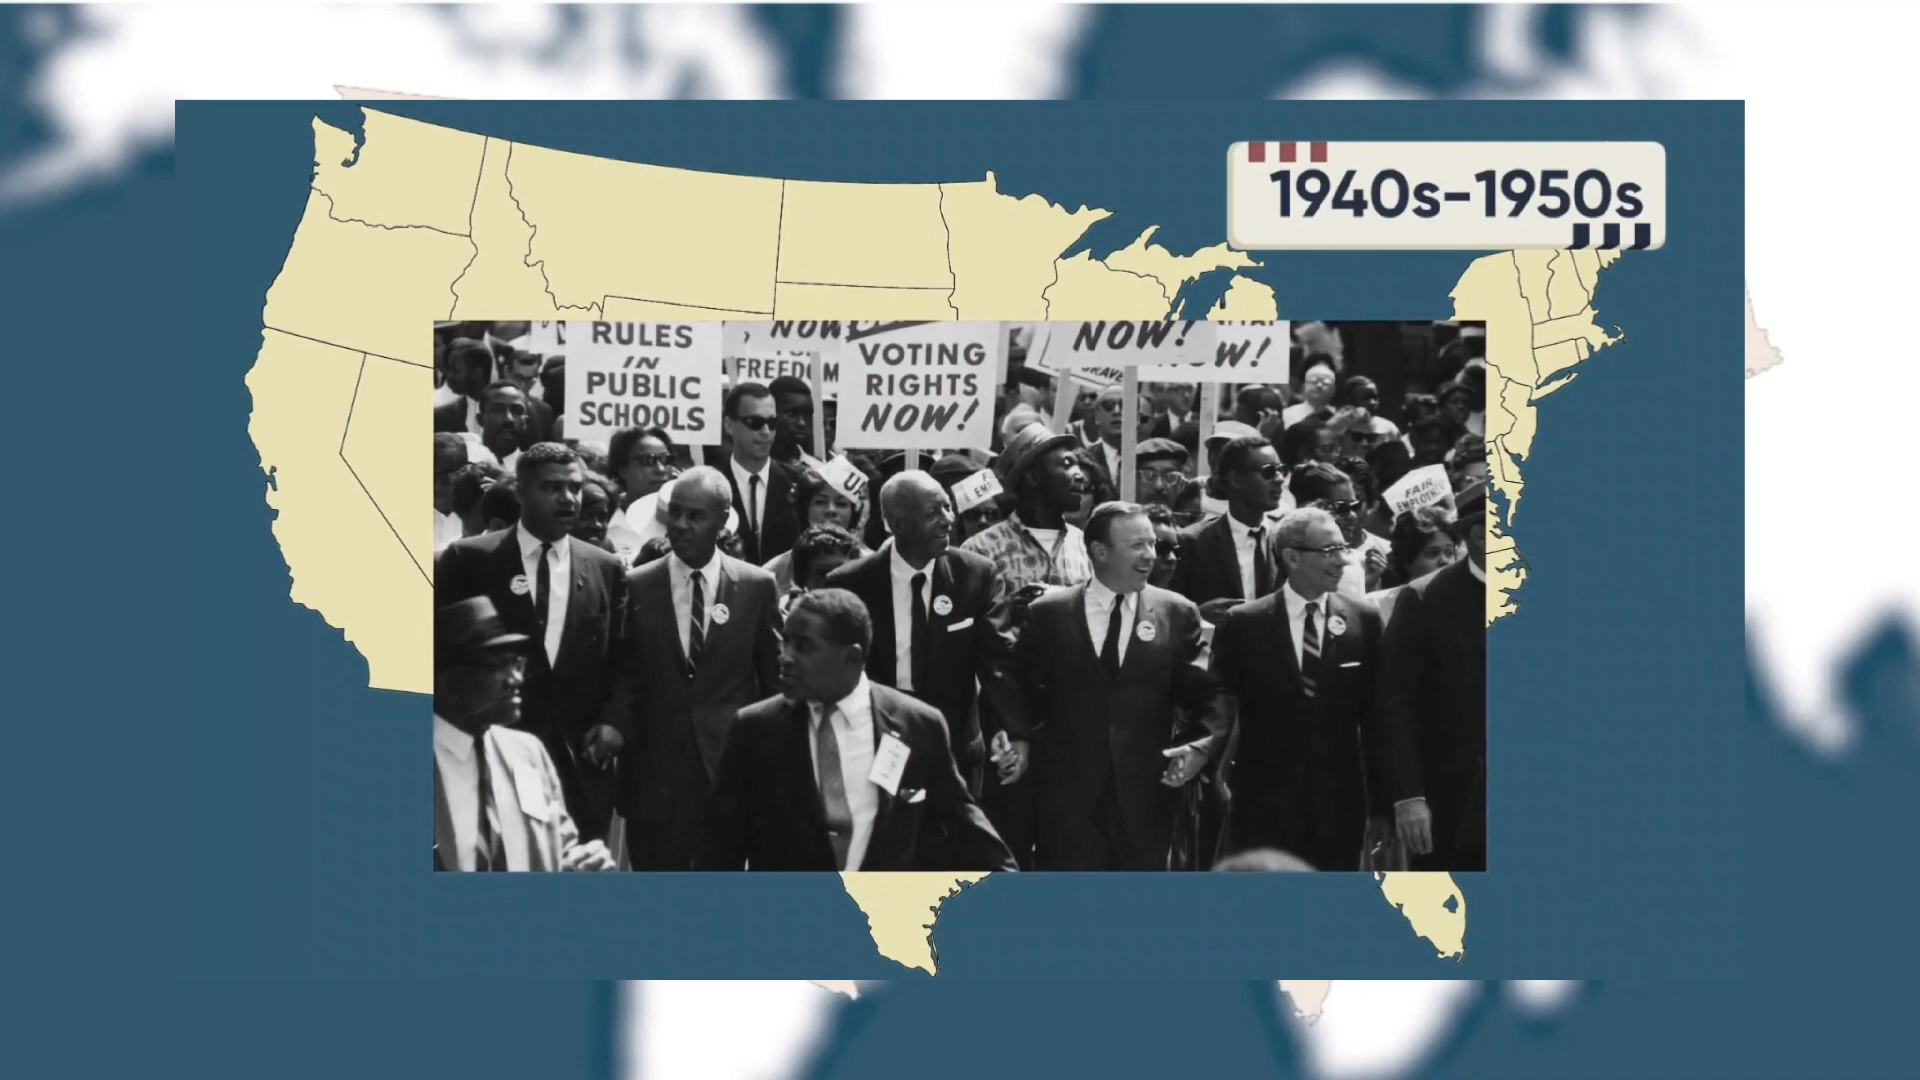 1940s-1950s
RULES
IN
PUBLIC
SCHOOLS
NOW
FREEDOM
VOTING
RIGHTS
NOW!
NOW!
W!
FAIR